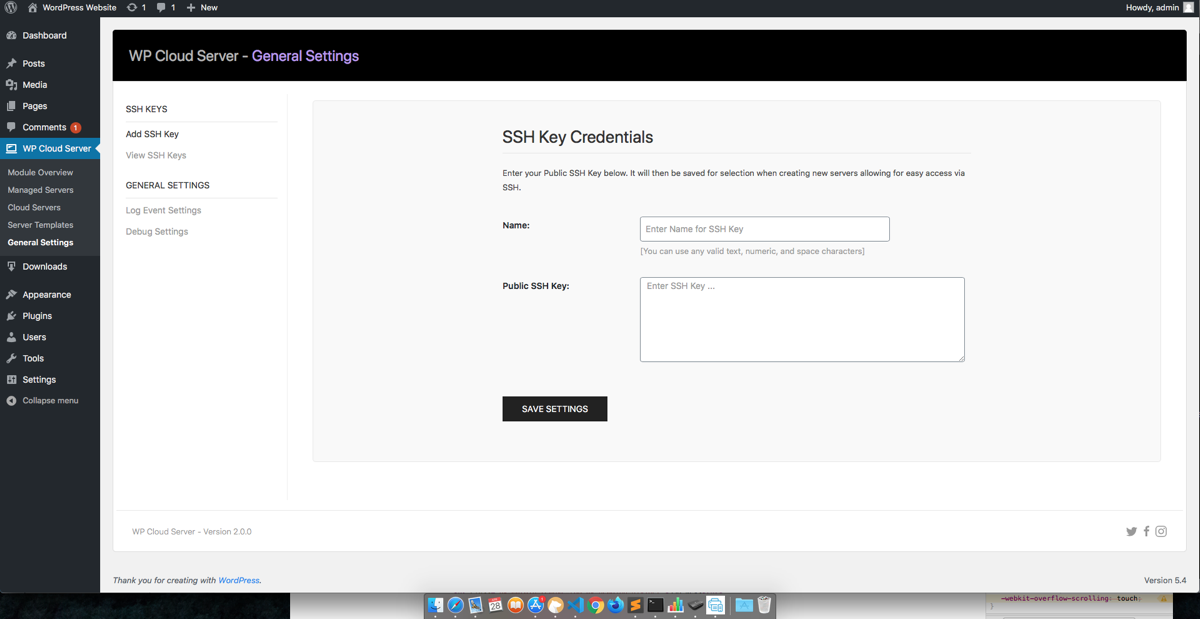 WordPress Website 1 1 New Howdy, admin
Dashboard
Posts
Media
Pages
Comments 1
WP Cloud Server
Module Overview
Managed Servers
Cloud Servers
Server Templates
General Settings
Downloads
Appearance
Plugins
Users
Tools
Settings
Collapse menu
WP Cloud Server - General Settings
SSH KEYS
Add SSH Key
View SSH Keys
GENERAL SETTINGS
Log Event Settings
Debug Settings
SSH Key Credentials
Enter your Public SSH Key below. It will then be saved for selection when creating new servers allowing for easy access via
SSH.
Name:
Enter Name for SSH Key
[You can use any valid text, numeric, and space characters]
Public SSH Key:
Enter SSH Key ...
SAVE SETTINGS
WP Cloud Server - Version 2.0.0
Thank you for creating with WordPress.
Version 5.4
28
-webkit-overflow-scrolling: touch;
}